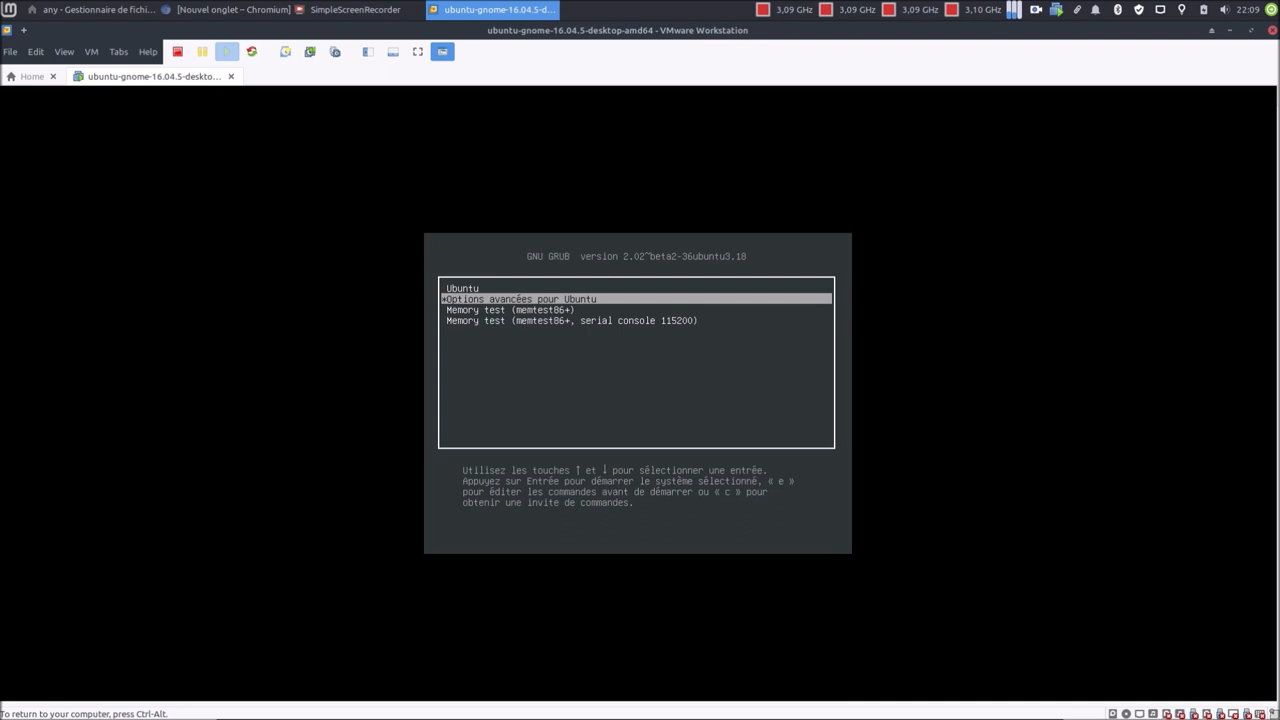 any - Gestionnaire de fichi...
[Nouvel onglet – Chromium]
SimpleScreenRecorder
ubuntu-gnome-16.04.5-d...
3,09 GHz
3,09 GHz
3,09 GHz
3,10 GHz
22:09
ubuntu-gnome-16.04.5-desktop-amd64 - VMware Workstation
File Edit View VM Tabs Help
Home
ubuntu-gnome-16.04.5-deskto...
GNU GRUB version 2.02~beta2-36ubuntu3.18
Ubuntu
*Options avancées pour Ubuntu
Memory test (memtest86+)
Memory test (memtest86+, serial console 115200)
Utilisez les touches ↑ et ↓ pour sélectionner une entrée.
Appuyez sur Entrée pour démarrer le système sélectionné, « e »
pour éditer les commandes avant de démarrer ou « c » pour
obtenir une invite de commandes.
To return to your computer, press Ctrl-Alt.